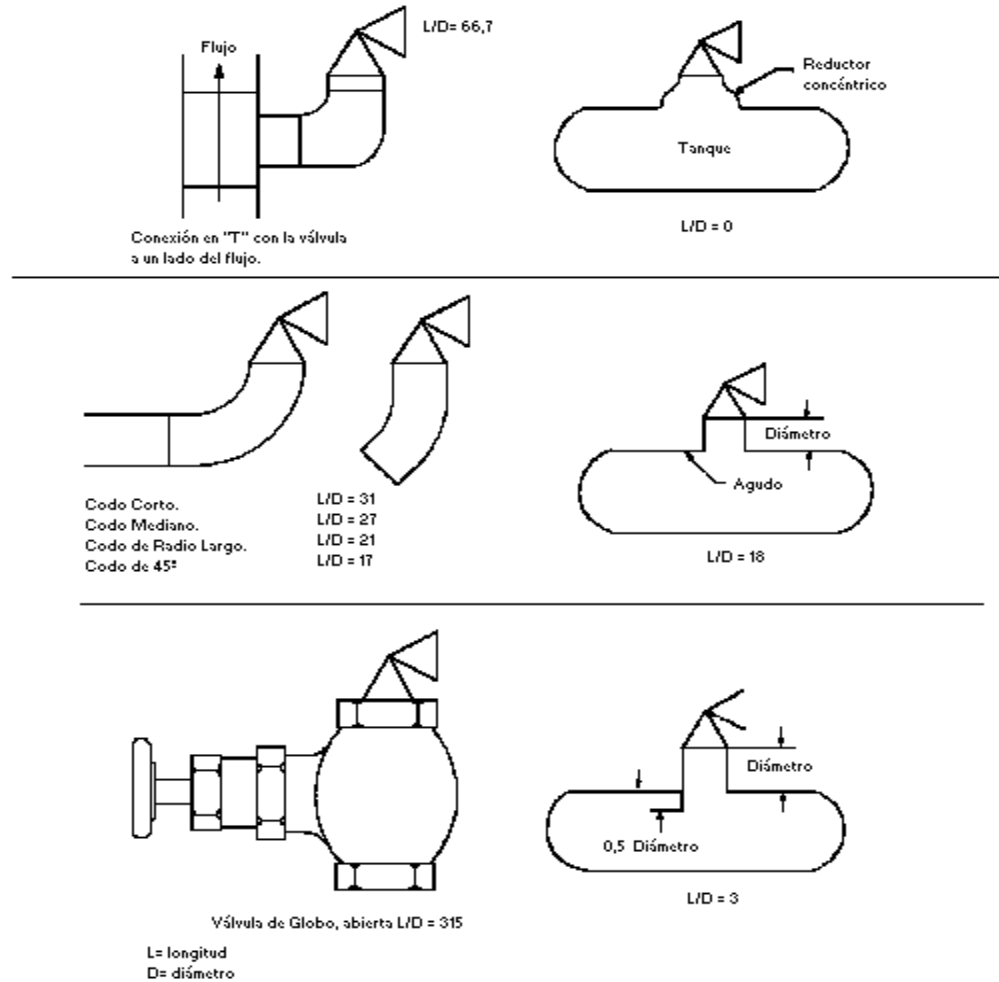 L/D= 66,7
Flujo
Reductor
concéntrico
Tanque
L/D = 0
Conexión en "T" con la válvula
a un lado del flujo.
Diámetro
Agudo
Codo Corto.
Codo Mediano.
Codo de Radio Largo.
Codo de 45º
L/D = 31
L/D = 27
L/D = 21
L/D = 17
L/D = 18
Diámetro
0,5 Diámetro
L/D = 3
Válvula de Globo, abierta L/D = 315
L= longitud
D= diámetro